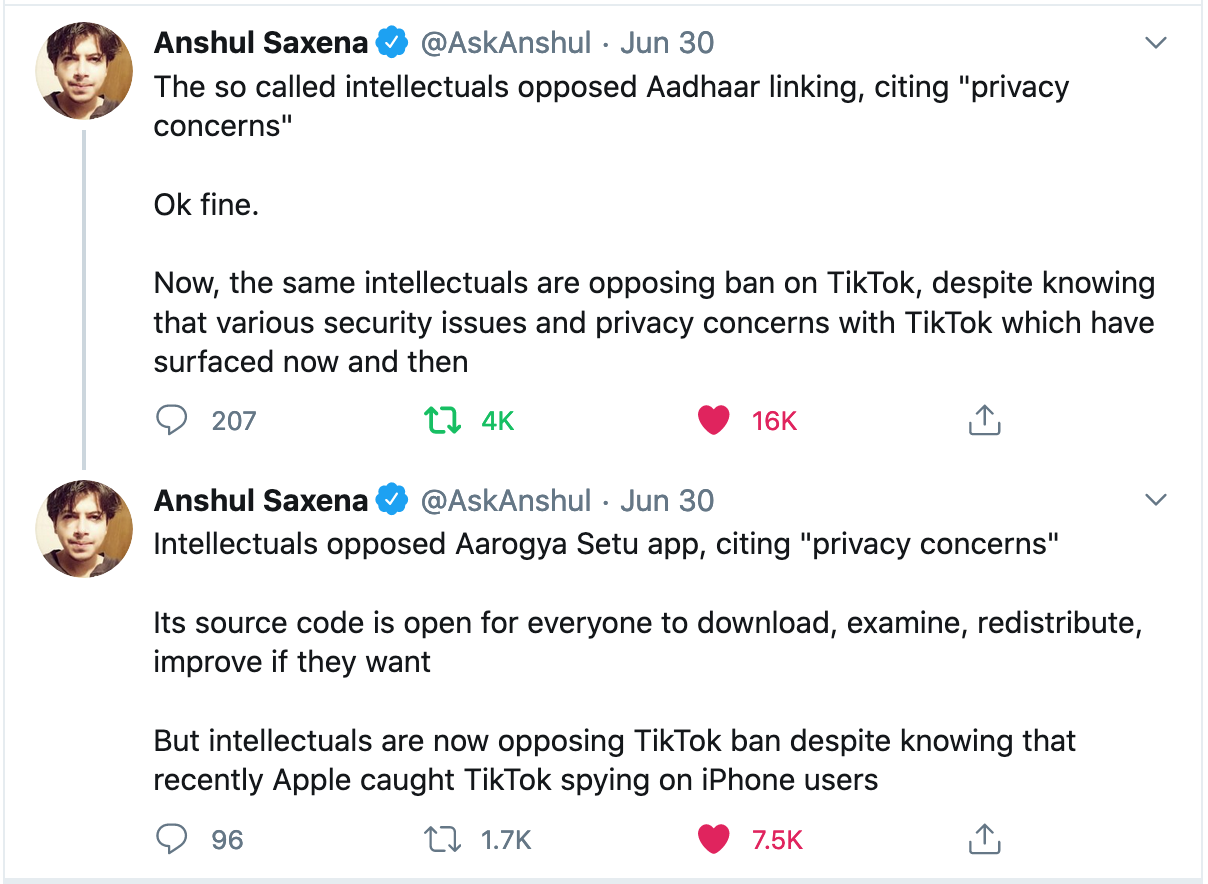 Anshul Saxena @AskAnshul · Jun 30
The so called intellectuals opposed Aadhaar linking, citing "privacy
concerns"
Ok fine.
Now, the same intellectuals are opposing ban on TikTok, despite knowing
that various security issues and privacy concerns with TikTok which have
surfaced now and then
207 4K 16K
Anshul Saxena @AskAnshul · Jun 30
Intellectuals opposed Aarogya Setu app, citing "privacy concerns"
Its source code is open for everyone to download, examine, redistribute,
improve if they want
But intellectuals are now opposing TikTok ban despite knowing that
recently Apple caught TikTok spying on iPhone users
96 1.7K 7.5K